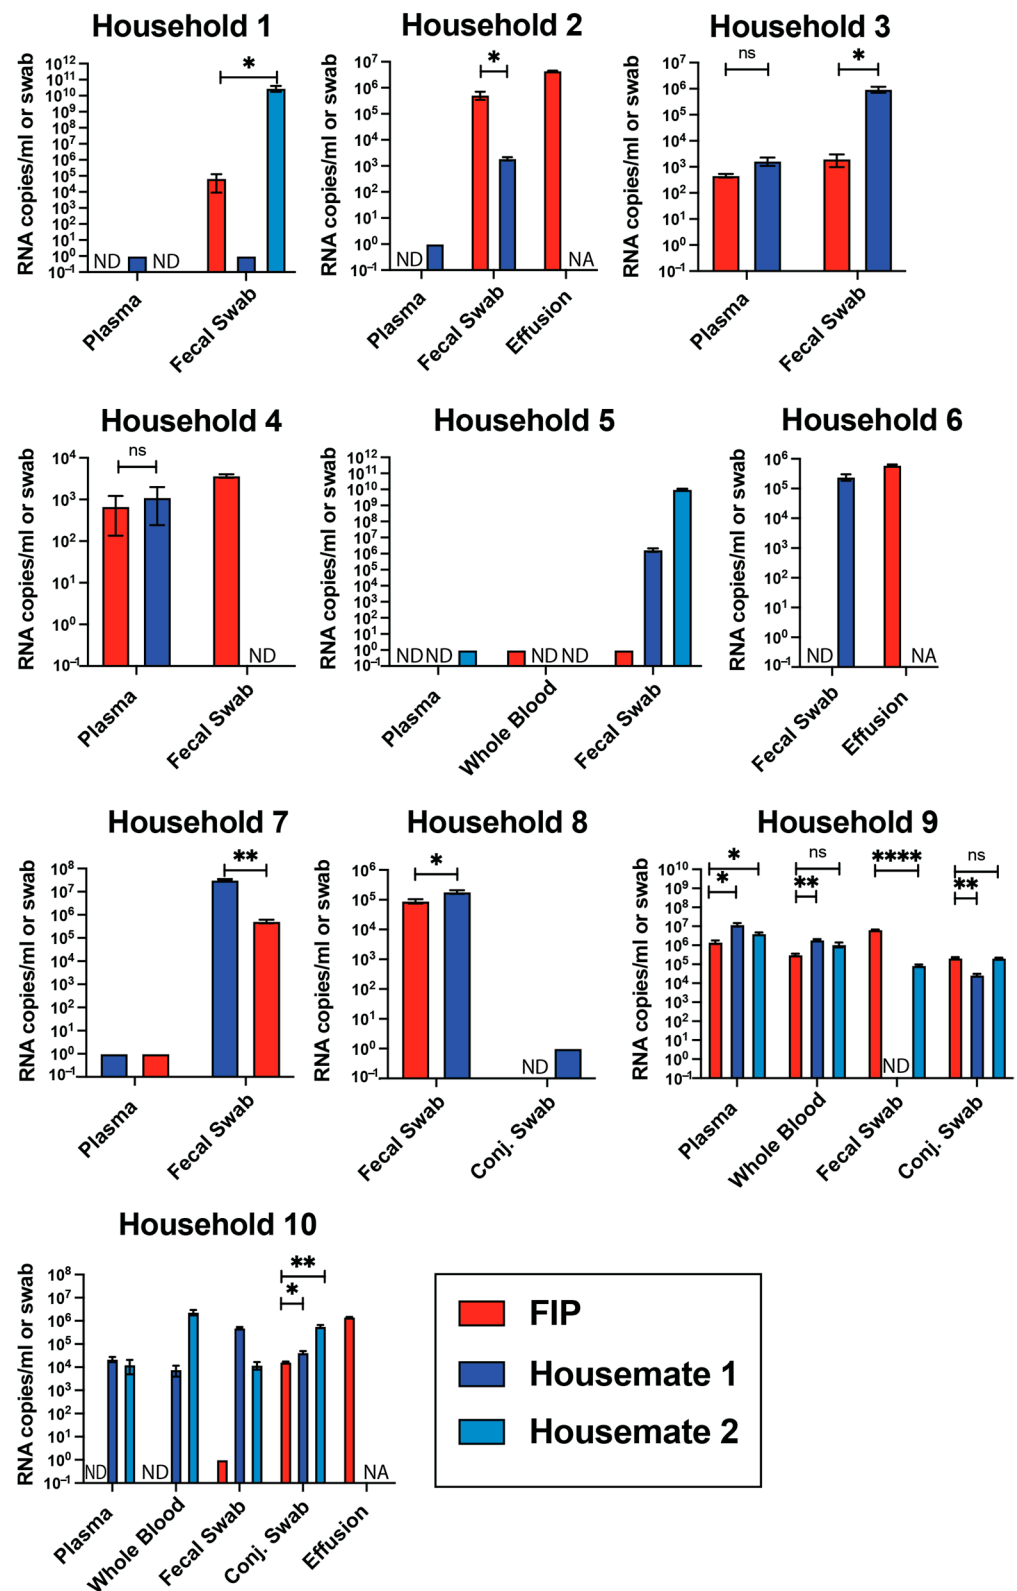 Household 1
RNA copies/ml or swab
10¹²
10¹¹
10¹⁰
10⁹
10⁸
10⁷
10⁶
10⁵
10⁴
10³
10²
10¹
10⁰
10⁻¹
*
ND
ND
Plasma
Fecal Swab
Household 2
RNA copies/ml or swab
10⁷
10⁶
10⁵
10⁴
10³
10²
10¹
10⁰
10⁻¹
*
ND
NA
Plasma
Fecal Swab
Effusion
Household 3
RNA copies/ml or swab
10⁷
10⁶
10⁵
10⁴
10³
10²
10¹
10⁰
10⁻¹
ns
*
Plasma
Fecal Swab
Household 4
RNA copies/ml or swab
10⁴
10³
10²
10¹
10⁰
10⁻¹
ns
ND
Plasma
Fecal Swab
Household 5
RNA copies/ml or swab
10¹²
10¹¹
10¹⁰
10⁹
10⁸
10⁷
10⁶
10⁵
10⁴
10³
10²
10¹
10⁰
10⁻¹
ND ND
ND ND
Plasma
Whole Blood
Fecal Swab
Household 6
RNA copies/ml or swab
10⁶
10⁵
10⁴
10³
10²
10¹
10⁰
10⁻¹
ND
NA
Fecal Swab
Effusion
Household 7
RNA copies/ml or swab
10⁸
10⁷
10⁶
10⁵
10⁴
10³
10²
10¹
10⁰
10⁻¹
**
Plasma
Fecal Swab
Household 8
RNA copies/ml or swab
10⁶
10⁵
10⁴
10³
10²
10¹
10⁰
10⁻¹
*
ND
Fecal Swab
Conj. Swab
Household 9
RNA copies/ml or swab
10¹⁰
10⁹
10⁸
10⁷
10⁶
10⁵
10⁴
10³
10²
10¹
10⁰
10⁻¹
*
*
ns
**
****
ns
**
ND
Plasma
Whole Blood
Fecal Swab
Conj. Swab
Household 10
RNA copies/ml or swab
10⁸
10⁷
10⁶
10⁵
10⁴
10³
10²
10¹
10⁰
10⁻¹
**
*
ND
ND
NA
Plasma
Whole Blood
Fecal Swab
Conj. Swab
Effusion
FIP
Housemate 1
Housemate 2